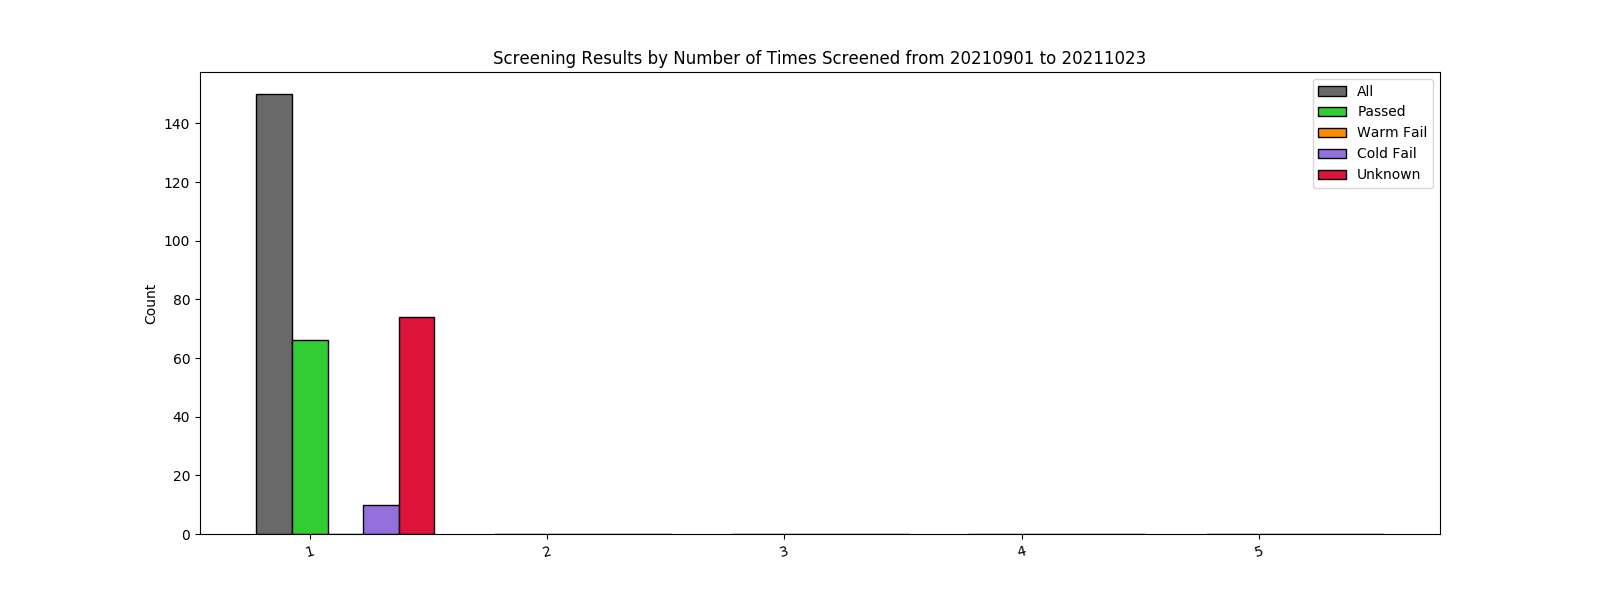 Screening Results by Number of Times Screened from 20210901 to 20211023
All
Passed
Warm Fail
Cold Fail
Unknown
Count
140
120
100
80
60
40
20
0
1 2 3 4 5